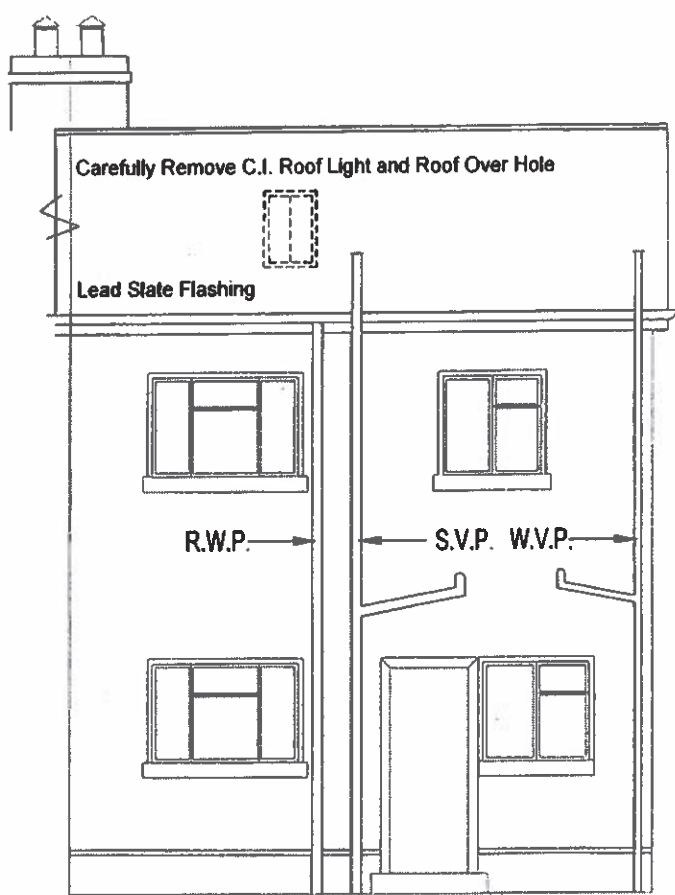 Carefully Remove C.I. Roof Light and Roof Over Hole
Lead Slate Flashing
R.W.P. S.V.P. W.V.P.